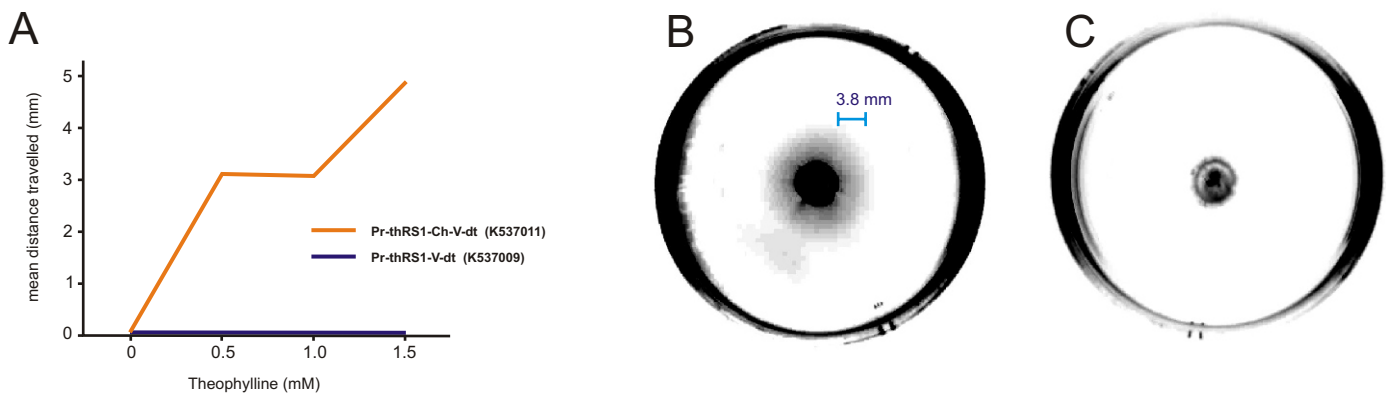 A
mean distance travelled (mm)
5
4
3
2
1
0
Pr-thRS1-Ch-V-dt (K537011)
Pr-thRS1-V-dt (K537009)
0 0.5 1.0 1.5
Theophylline (mM)
B
3.8 mm
C